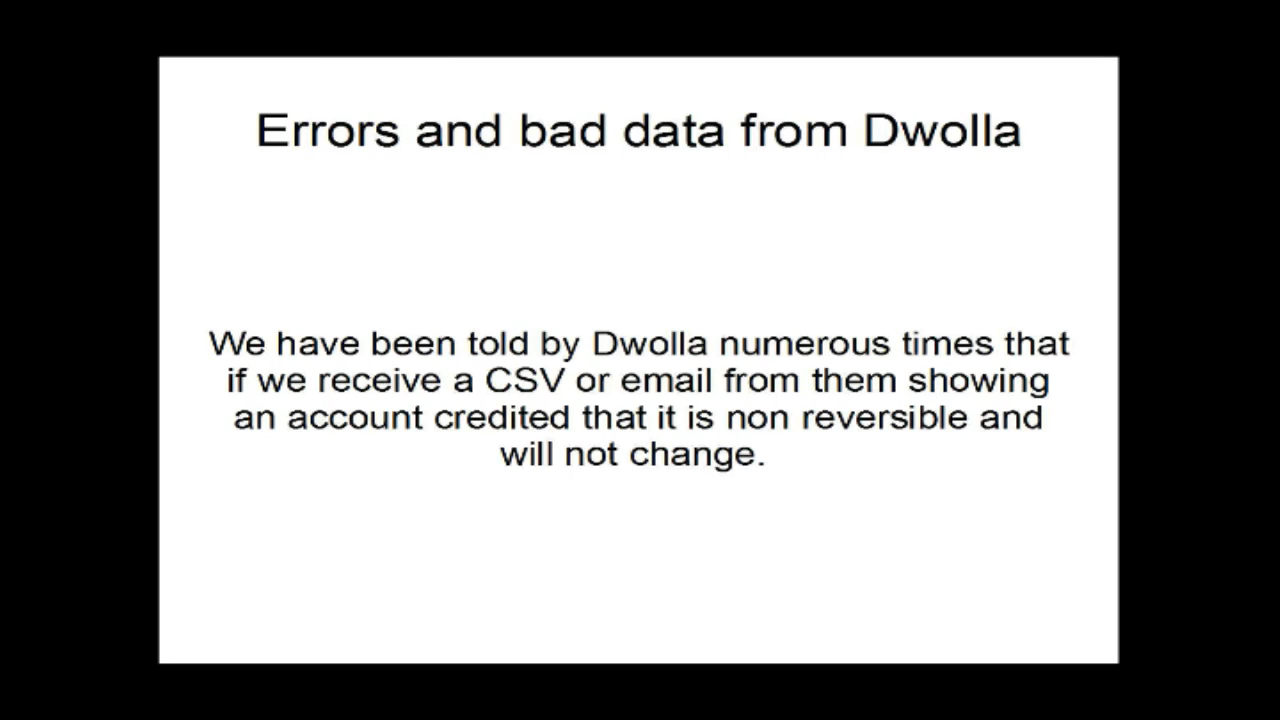 Errors and bad data from Dwolla
We have been told by Dwolla numerous times that
if we receive a CSV or email from them showing
an account credited that it is non reversible and
will not change.